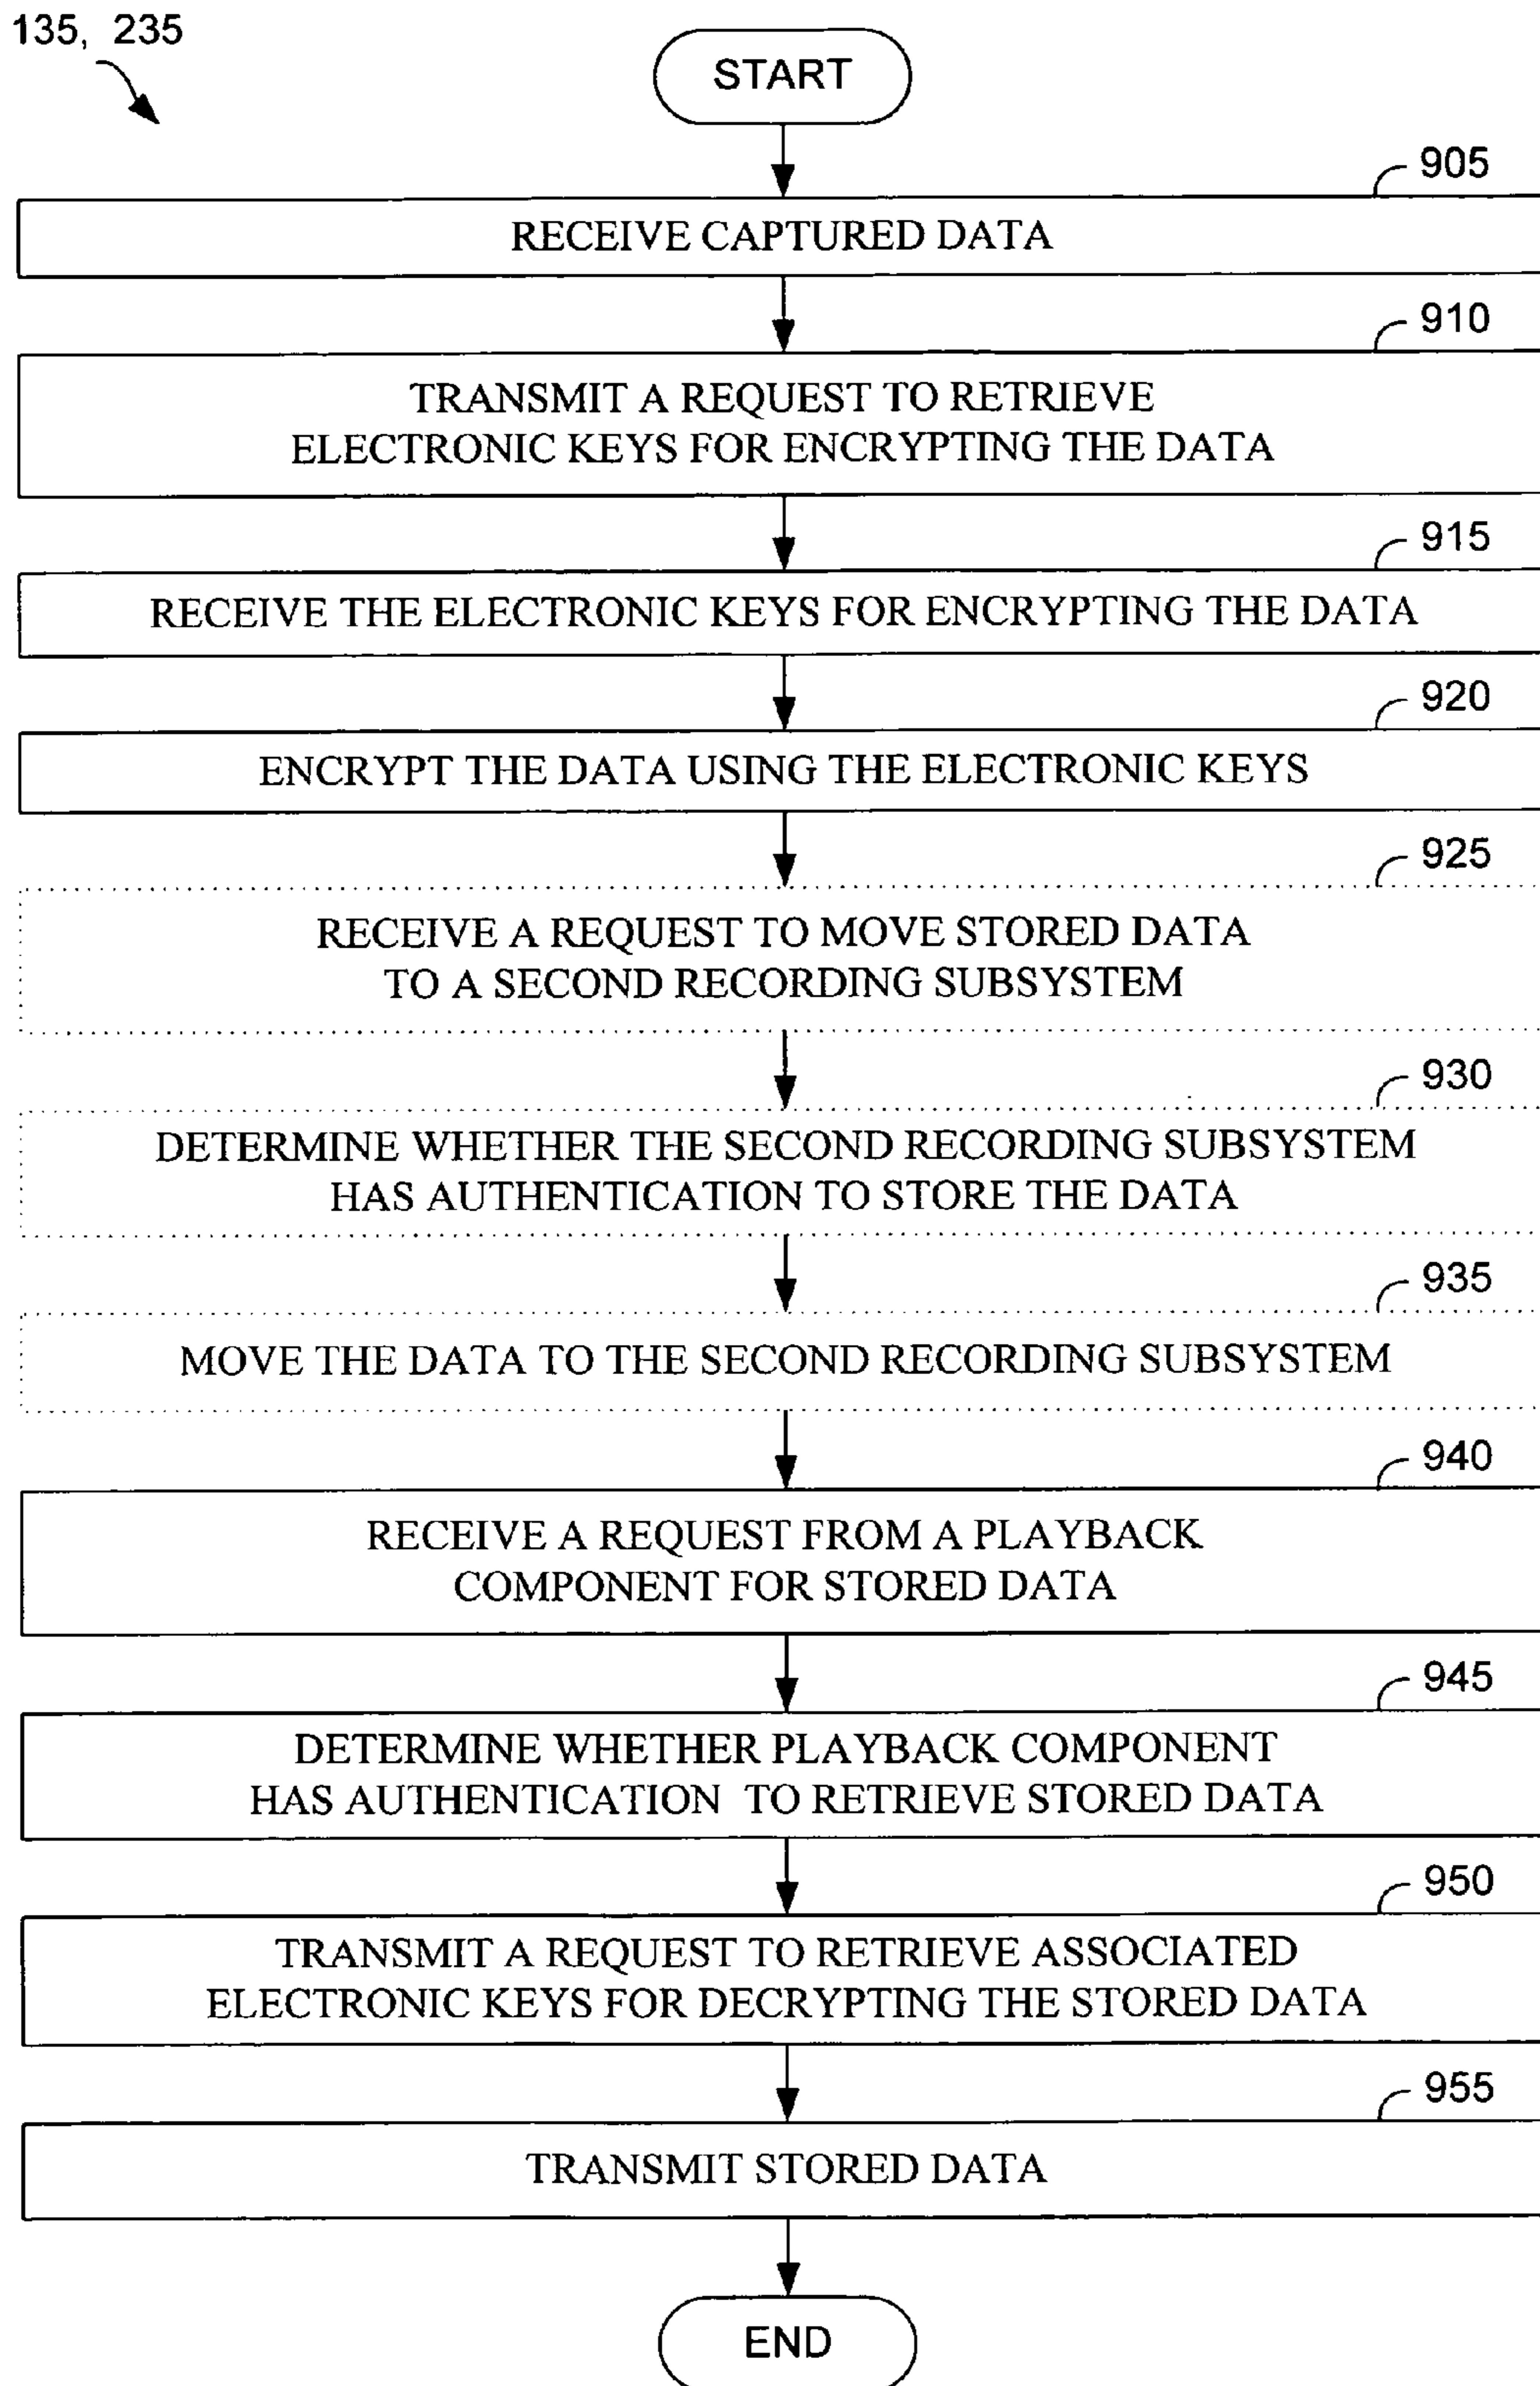 135, 235
START
905
RECEIVE CAPTURED DATA
910
TRANSMIT A REQUEST TO RETRIEVE
ELECTRONIC KEYS FOR ENCRYPTING THE DATA
915
RECEIVE THE ELECTRONIC KEYS FOR ENCRYPTING THE DATA
920
ENCRYPT THE DATA USING THE ELECTRONIC KEYS
925
RECEIVE A REQUEST TO MOVE STORED DATA
TO A SECOND RECORDING SUBSYSTEM
930
DETERMINE WHETHER THE SECOND RECORDING SUBSYSTEM
HAS AUTHENTICATION TO STORE THE DATA
935
MOVE THE DATA TO THE SECOND RECORDING SUBSYSTEM
940
RECEIVE A REQUEST FROM A PLAYBACK
COMPONENT FOR STORED DATA
945
DETERMINE WHETHER PLAYBACK COMPONENT
HAS AUTHENTICATION TO RETRIEVE STORED DATA
950
TRANSMIT A REQUEST TO RETRIEVE ASSOCIATED
ELECTRONIC KEYS FOR DECRYPTING THE STORED DATA
955
TRANSMIT STORED DATA
END